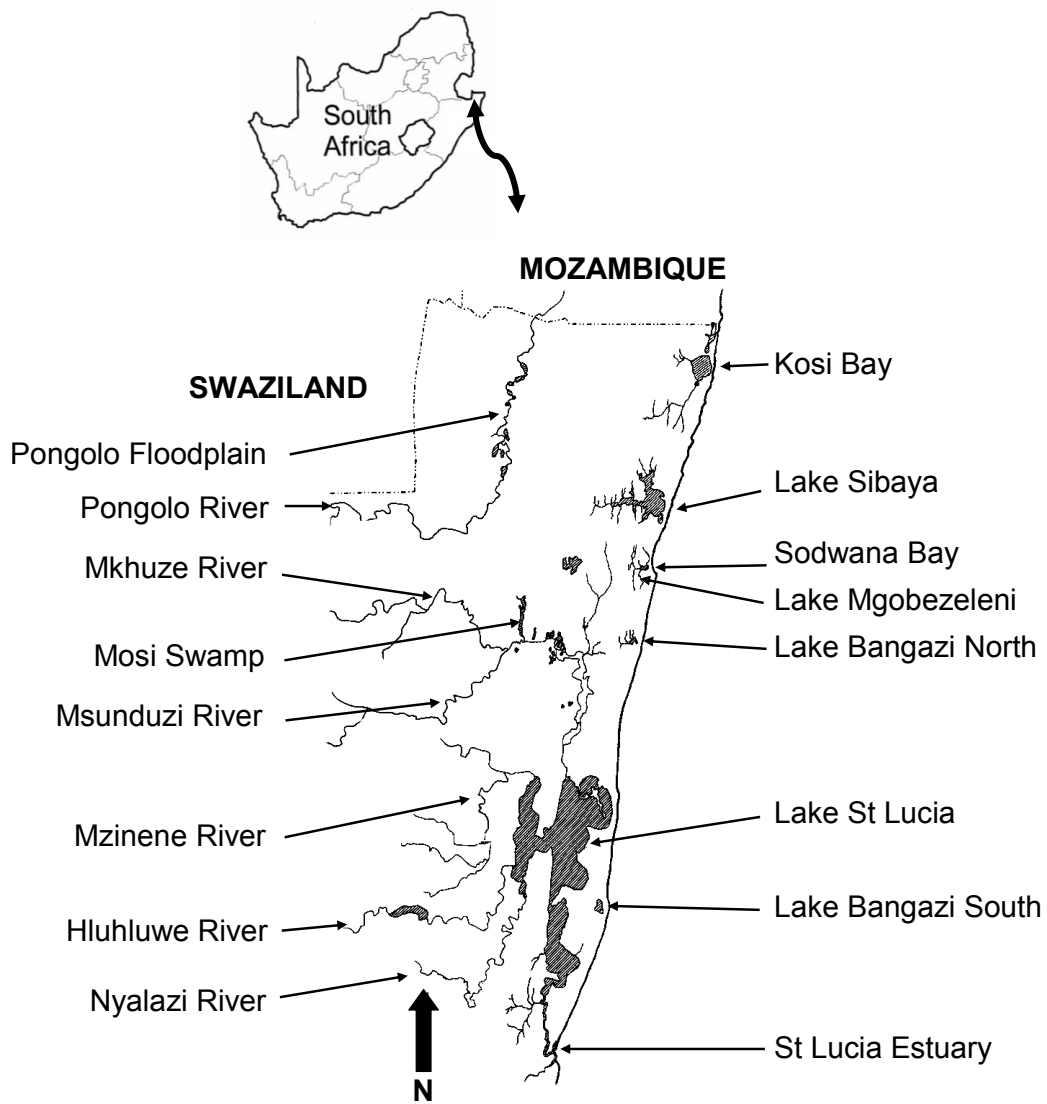 South
Africa
MOZAMBIQUE
SWAZILAND
Pongolo Floodplain
Pongolo River
Mkhuze River
Mosi Swamp
Msunduzi River
Mzinene River
Hluhluwe River
Nyalazi River
N
Kosi Bay
Lake Sibaya
Sodwana Bay
Lake Mgobezeleni
Lake Bangazi North
Lake St Lucia
Lake Bangazi South
St Lucia Estuary